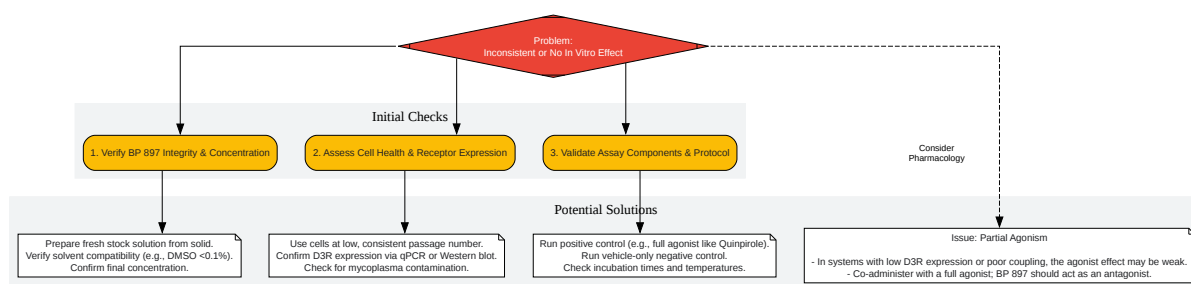 Problem:
Inconsistent or No In Vitro Effect
Initial Checks
1. Verify BP 897 Integrity & Concentration
2. Assess Cell Health & Receptor Expression
3. Validate Assay Components & Protocol
Consider
Pharmacology
Potential Solutions
Prepare fresh stock solution from solid.
Verify solvent compatibility (e.g., DMSO <0.1%).
Confirm final concentration.
Use cells at low, consistent passage number.
Confirm D3R expression via qPCR or Western blot.
Check for mycoplasma contamination.
Run positive control (e.g., full agonist like Quinpirole).
Run vehicle-only negative control.
Check incubation times and temperatures.
Issue: Partial Agonism
- In systems with low D3R expression or poor coupling, the agonist effect may be weak.
- Co-administer with a full agonist; BP 897 should act as an antagonist.